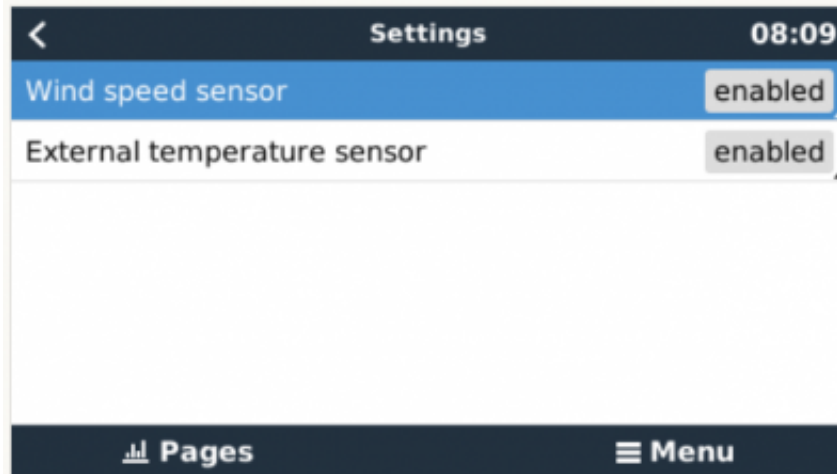 Settings 08:09
Wind speed sensor enabled
External temperature sensor enabled
Pages Menu